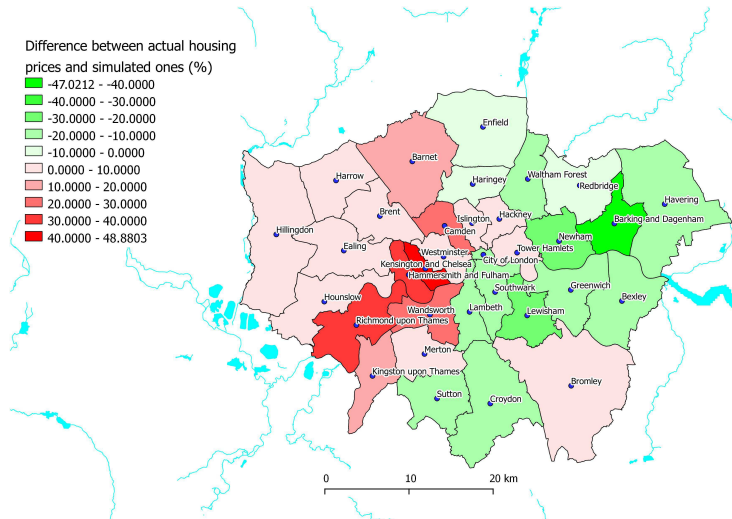 Difference between actual housing
prices and simulated ones (%)
-47.0212 - -40.0000
-40.0000 - -30.0000
-30.0000 - -20.0000
-20.0000 - -10.0000
-10.0000 - 0.0000
0.0000 - 10.0000
10.0000 - 20.0000
20.0000 - 30.0000
30.0000 - 40.0000
40.0000 - 48.8803
Enfield
Barnet
Harrow
Haringey
Waltham Forest
Redbridge
Havering
Brent
Islington
Hackney
Camden
Barking and Dagenham
Hillingdon
Ealing
Newham
Tower Hamlets
Westminster
City of London
Kensington and Chelsea
Hammersmith and Fulham
Hounslow
Southwark
Greenwich
Bexley
Wandsworth
Lambeth
Lewisham
Richmond upon Thames
Merton
Kingston upon Thames
Bromley
Sutton
Croydon
0 10 20 km